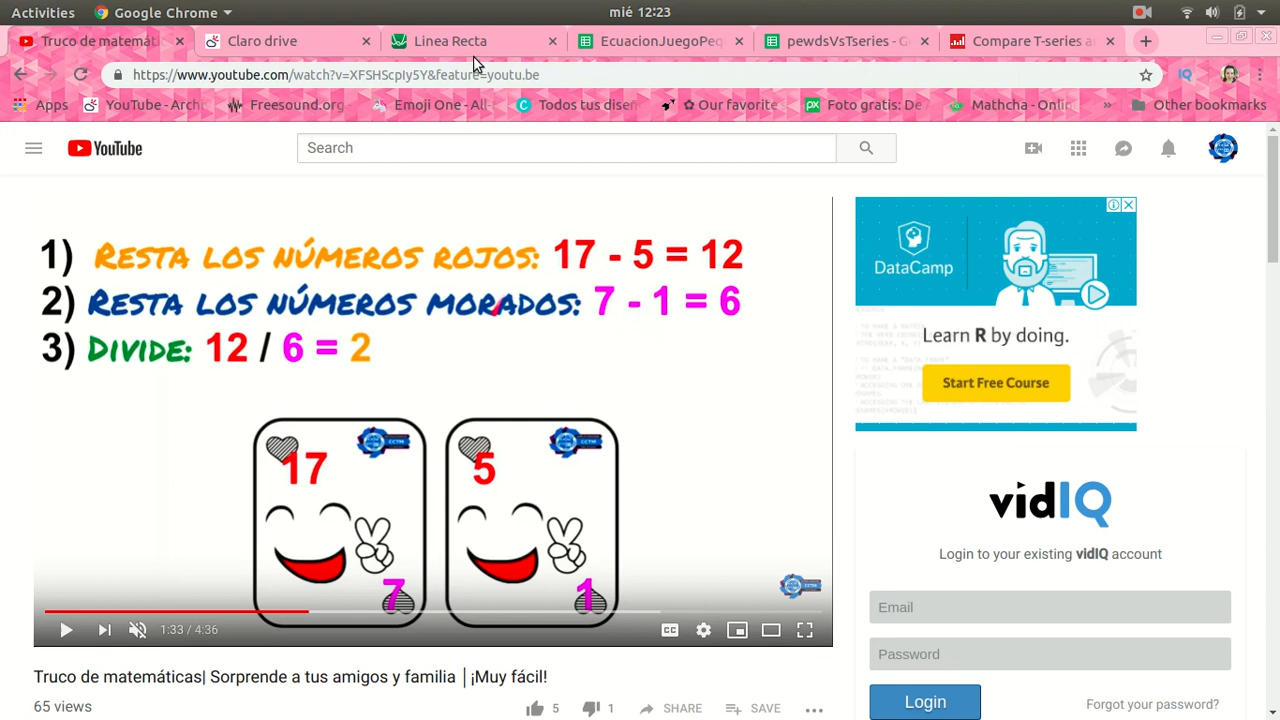 Activities Google Chrome mié 12:23
Truco de matemáti Claro drive Linea Recta EcuacionJuegoPeq pewdsVsTseries - G Compare T-series a
https://www.youtube.com/watch?v=XFSHScpIy5Y&feature=youtu.be IQ
Apps YouTube - Archi Freesound.org Emoji One - All- Todos tus diseñ ✿ Our favorite Foto gratis: De Mathcha - Onlin » Other bookmarks
YouTube Search
1) RESTA LOS NÚMEROS ROJOS: 17 - 5 = 12
2) RESTA LOS NÚMEROS MORADOS: 7 - 1 = 6
3) DIVIDE: 12 / 6 = 2
17 5
7 1
1:33 / 4:36 CC
Truco de matemáticas| Sorprende a tus amigos y familia │¡Muy fácil!
65 views 5 1 SHARE SAVE
DataCamp
Learn R by doing.
Start Free Course
vidIQ
Login to your existing vidIQ account
Email
Password
Login Forgot your password?